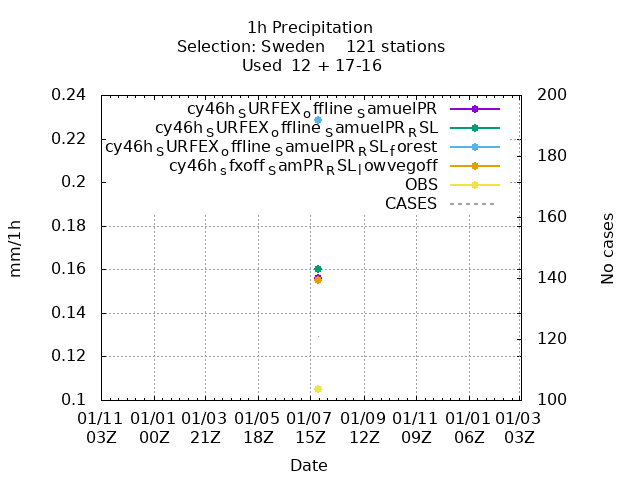 1h Precipitation
Selection: Sweden    121 stations
Used  12 + 17-16
0.24
0.22
0.2
0.18
0.16
0.14
0.12
0.1
200
180
160
140
120
100
mm/1h
No cases
cy46h_SURFEX_offline_SamuelPR
cy46h_SURFEX_offline_SamuelPR_RSL
cy46h_SURFEX_offline_SamuelPR_RSL_forest
cy46h_sfxoff_SamPR_RSL_lowvegoff
OBS
CASES
01/11 01/01 01/03 01/05 01/07 01/09 01/11 01/01 01/03
03Z 00Z 21Z 18Z 15Z 12Z 09Z 06Z 03Z
Date